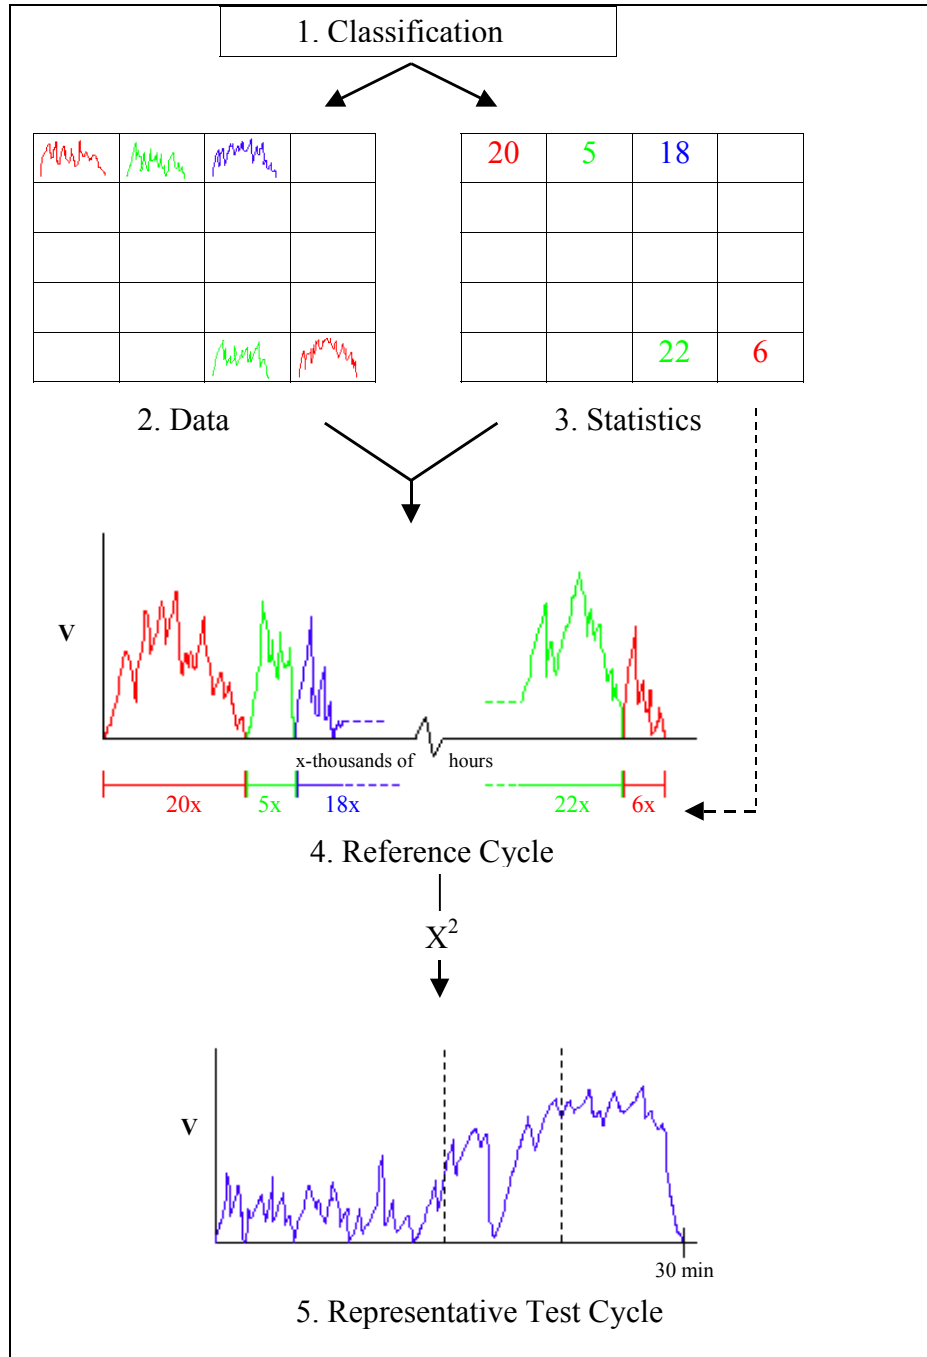 1. Classification
20 5 18
22 6
2. Data
3. Statistics
V
x-thousands of hours
20x 5x 18x 22x 6x
4. Reference Cycle
X²
V
30 min
5. Representative Test Cycle